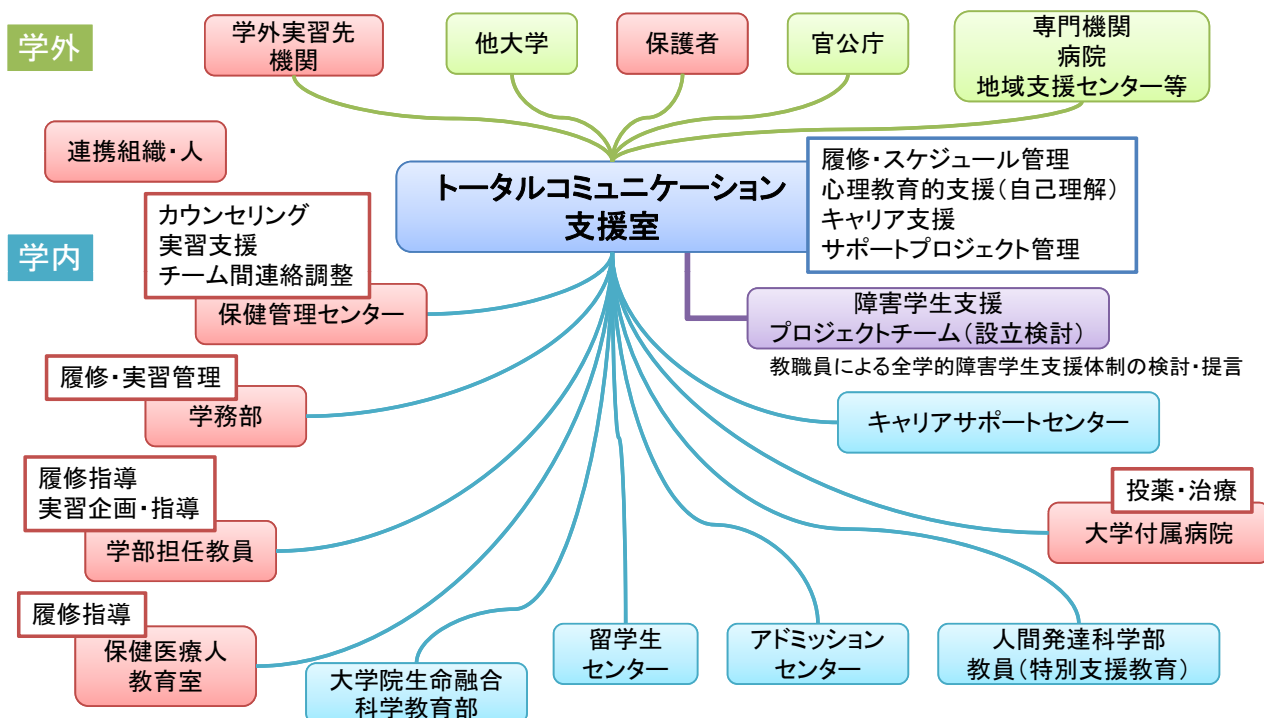 学外
学外実習先
機関
他大学
保護者
官公庁
専門機関
病院
地域支援センター等
連携組織・人
トータルコミュニケーション
支援室
履修・スケジュール管理
心理教育的支援（自己理解）
キャリア支援
サポートプロジェクト管理
学内
カウンセリング
実習支援
チーム間連絡調整
保健管理センター
障害学生支援
プロジェクトチーム（設立検討）
教職員による全学的障害学生支援体制の検討・提言
履修・実習管理
学務部
キャリアサポートセンター
履修指導
実習企画・指導
学部担任教員
投薬・治療
大学付属病院
履修指導
保健医療人
教育室
大学院生命融合
科学教育部
留学生
センター
アドミッション
センター
人間発達科学部
教員（特別支援教育）